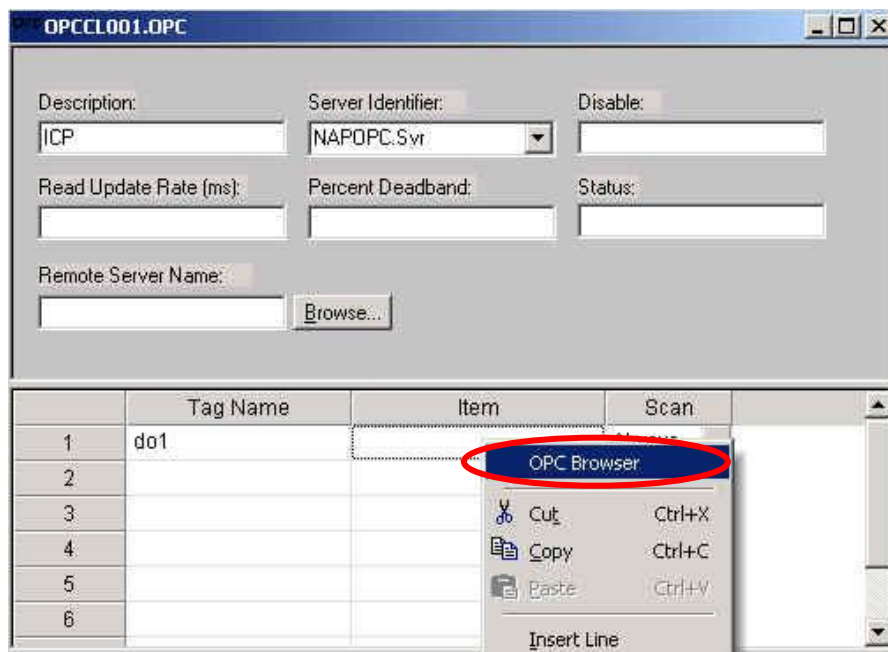 OPCCL001.OPC
Description: Server Identifier: Disable:
ICP NAPOPC.Svr
Read Update Rate (ms): Percent Deadband: Status:
Remote Server Name:
Browse...
Tag Name Item Scan
1 do1
OPC Browser
2
3 Cut Ctrl+X
4 Copy Ctrl+C
5 Paste Ctrl+V
6
Insert Line